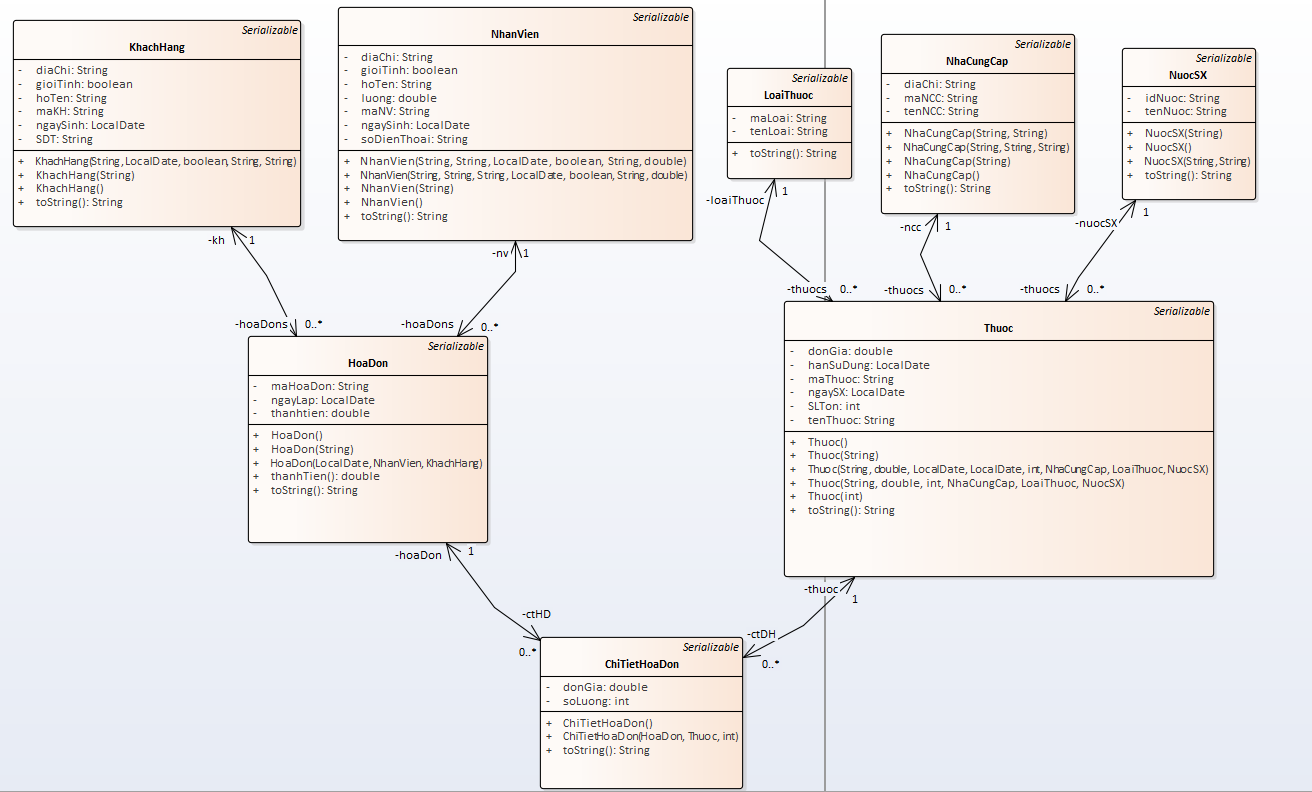 Serializable
KhachHang
- diaChi: String
- gioiTinh: boolean
- hoTen: String
- maKH: String
- ngaySinh: LocalDate
- SDT: String
+ KhachHang(String, LocalDate, boolean, String, String)
+ KhachHang(String)
+ KhachHang()
+ toString(): String
Serializable
NhanVien
- diaChi: String
- gioiTinh: boolean
- hoTen: String
- luong: double
- maNV: String
- ngaySinh: LocalDate
- soDienThoai: String
+ NhanVien(String, String, LocalDate, boolean, String, double)
+ NhanVien(String, String, String, LocalDate, boolean, String, double)
+ NhanVien(String)
+ NhanVien()
+ toString(): String
Serializable
LoaiThuoc
- maLoai: String
- tenLoai: String
+ toString(): String
Serializable
NhaCungCap
- diaChi: String
- maNCC: String
- tenNCC: String
+ NhaCungCap(String, String)
+ NhaCungCap(String, String, String)
+ NhaCungCap(String)
+ NhaCungCap()
+ toString(): String
Serializable
NuocSX
- idNuoc: String
- tenNuoc: String
+ NuocSX(String)
+ NuocSX()
+ NuocSX(String, String)
+ toString(): String
-kh 1
-nv 1
-loaiThuoc 1
-ncc 1
-nuocSX 1
-hoaDons 0..*
-hoaDons 0..*
-thuocs 0..*
-thuocs 0..*
-thuocs 0..*
Serializable
HoaDon
- maHoaDon: String
- ngayLap: LocalDate
- thanhtien: double
+ HoaDon()
+ HoaDon(String)
+ HoaDon(LocalDate, NhanVien, KhachHang)
+ thanhTien(): double
+ toString(): String
Serializable
Thuoc
- donGia: double
- hanSuDung: LocalDate
- maThuoc: String
- ngaySX: LocalDate
- SLTon: int
- tenThuoc: String
+ Thuoc()
+ Thuoc(String)
+ Thuoc(String, double, LocalDate, LocalDate, int, NhaCungCap, LoaiThuoc, NuocSX)
+ Thuoc(String, double, int, NhaCungCap, LoaiThuoc, NuocSX)
+ Thuoc(int)
+ toString(): String
-hoaDon 1
-thuoc 1
-ctHD 0..*
-ctDH 0..*
Serializable
ChiTietHoaDon
- donGia: double
- soLuong: int
+ ChiTietHoaDon()
+ ChiTietHoaDon(HoaDon, Thuoc, int)
+ toString(): String